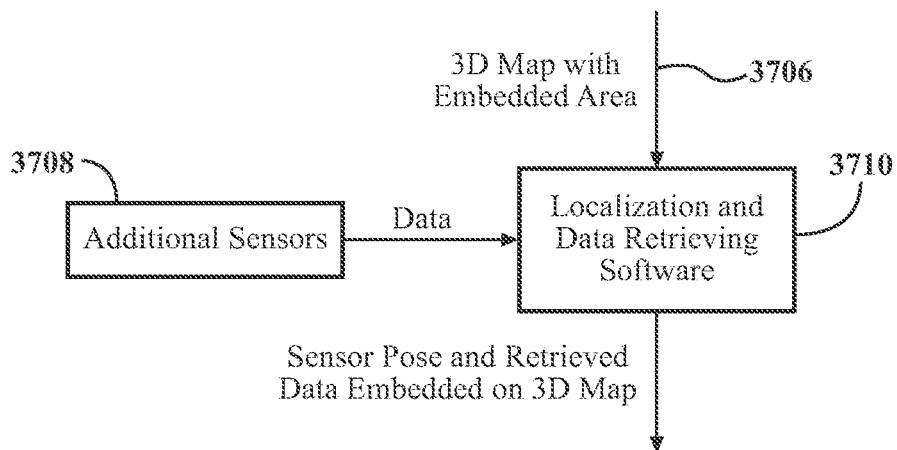 3D Map with
Embedded Area
3706
3708
3710
Additional Sensors
Data
Localization and
Data Retrieving
Software
Sensor Pose and Retrieved
Data Embedded on 3D Map